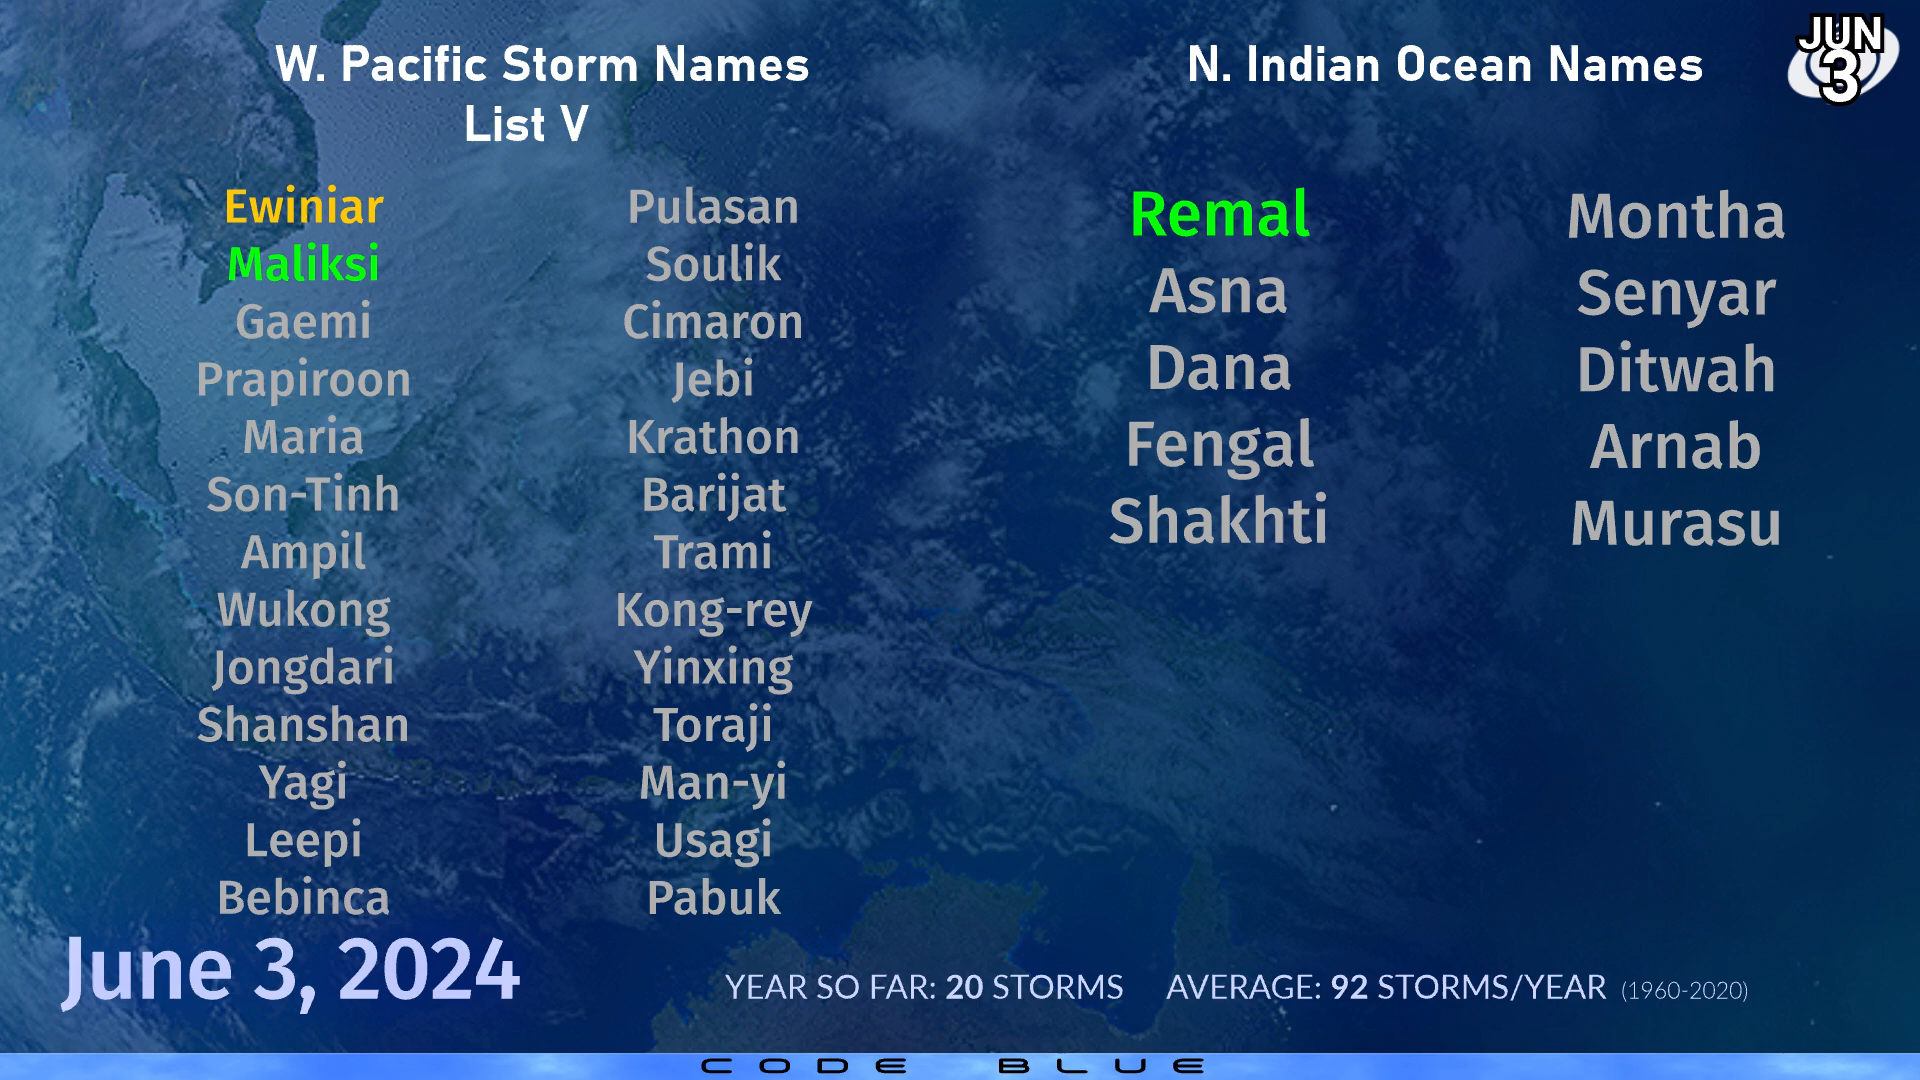 W. Pacific Storm Names
List V
Ewiniar
Maliksi
Gaemi
Prapiroon
Maria
Son-Tinh
Ampil
Wukong
Jongdari
Shanshan
Yagi
Leepi
Bebinca
Pulasan
Soulik
Cimaron
Jebi
Krathon
Barijat
Trami
Kong-rey
Yinxing
Toraji
Man-yi
Usagi
Pabuk
N. Indian Ocean Names
Remal
Asna
Dana
Fengal
Shakhti
Montha
Senyar
Ditwah
Arnab
Murasu
JUN
3
June 3, 2024
YEAR SO FAR: 20 STORMS AVERAGE: 92 STORMS/YEAR (1960-2020)
CODE BLUE